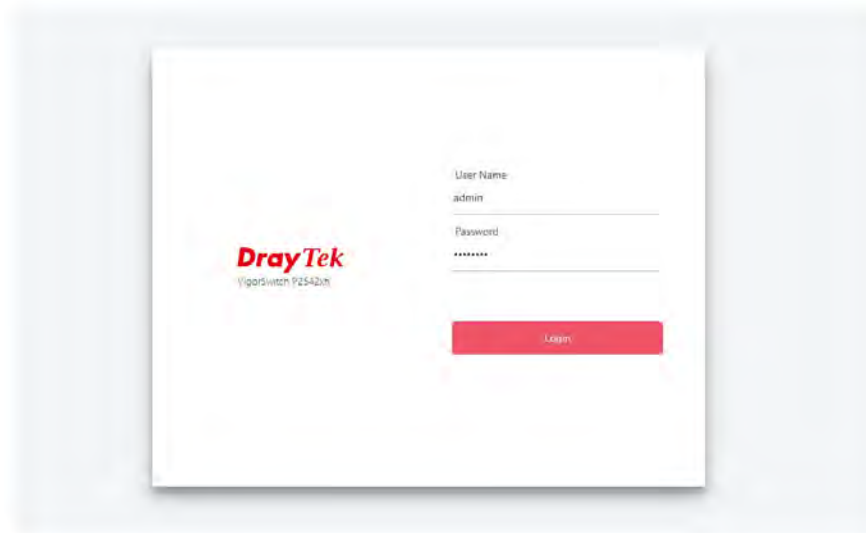 DrayTek
VigorSwitch P2542xh
User Name
admin
Password
••••••••
Login